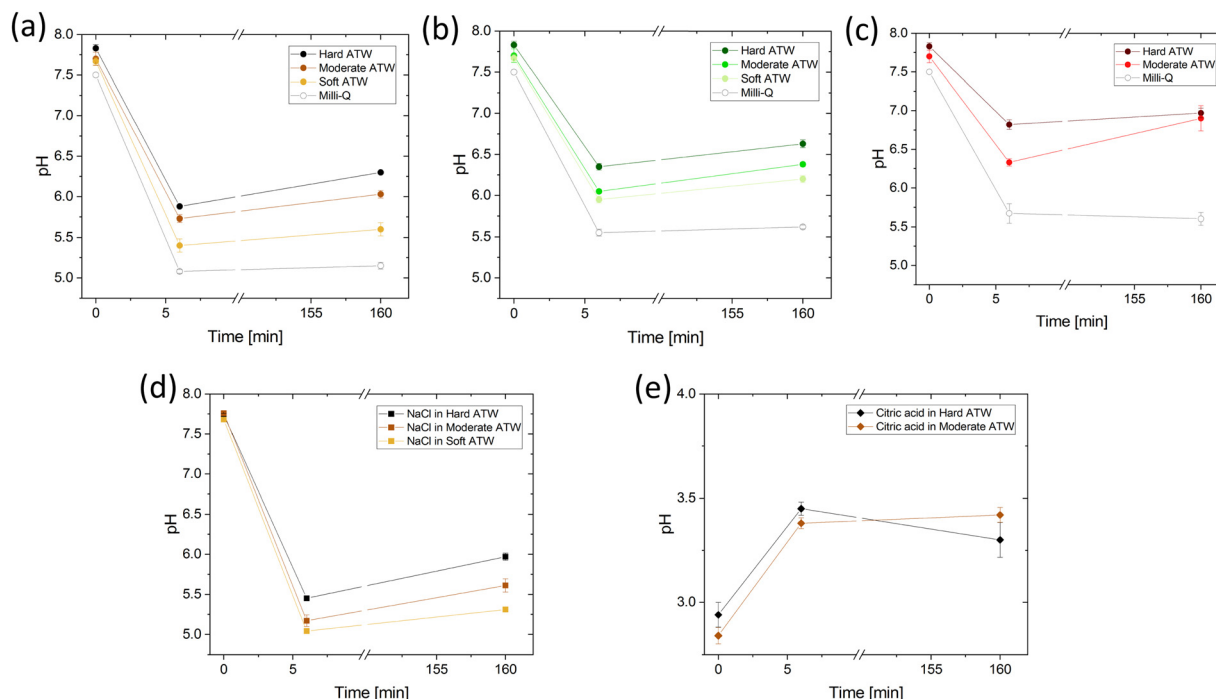 (a)
8.0
7.5
7.0
6.5
6.0
5.5
5.0
pH
Hard ATW
Moderate ATW
Soft ATW
Milli-Q
0
5
155
160
Time [min]
(b)
8.0
7.5
7.0
6.5
6.0
5.5
5.0
pH
Hard ATW
Moderate ATW
Soft ATW
Milli-Q
0
5
155
160
Time [min]
(c)
8.0
7.5
7.0
6.5
6.0
5.5
5.0
pH
Hard ATW
Moderate ATW
Milli-Q
0
5
155
160
Time [min]
(d)
8.0
7.5
7.0
6.5
6.0
5.5
5.0
pH
NaCl in Hard ATW
NaCl in Moderate ATW
NaCl in Soft ATW
0
5
155
160
Time [min]
(e)
4.0
3.5
3.0
pH
Citric acid in Hard ATW
Citric acid in Moderate ATW
0
5
155
160
Time [min]